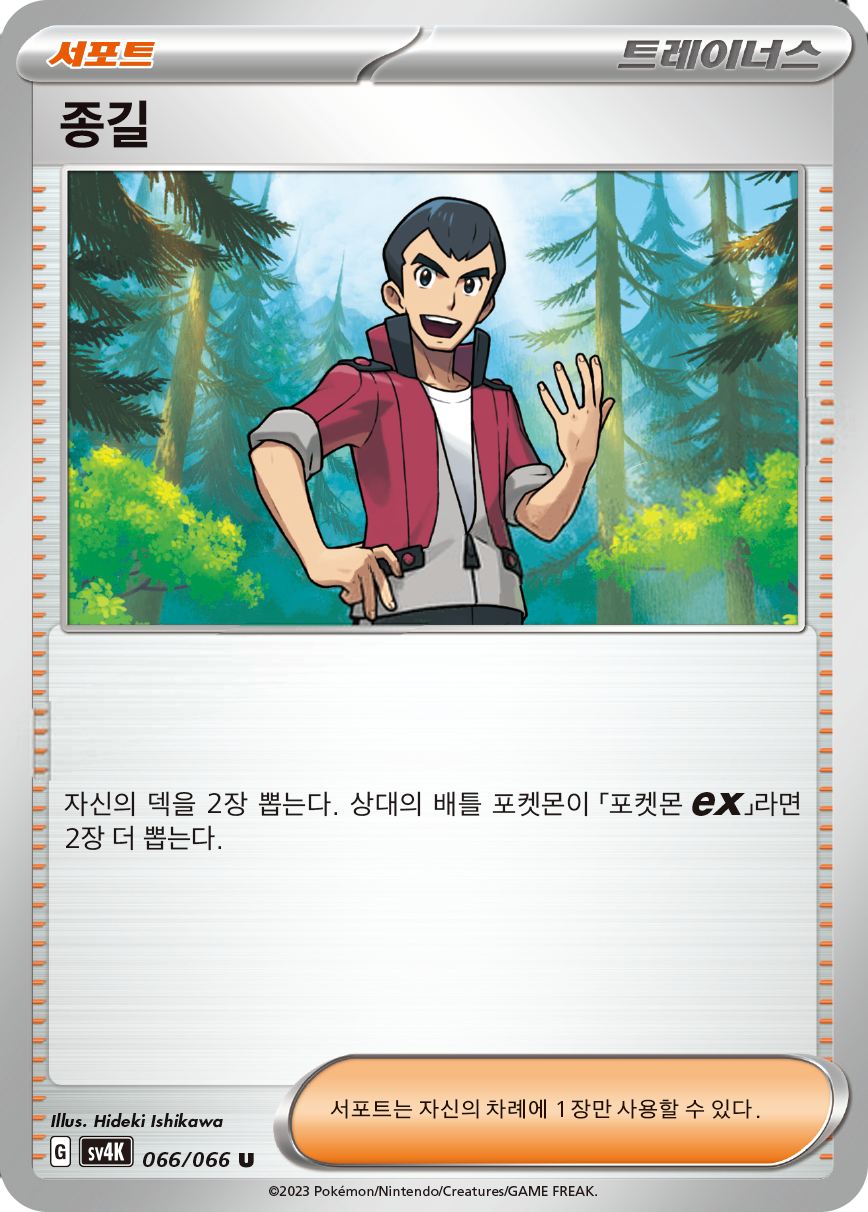 서포트
트레이너스
종길
자신의 덱을 2장 뽑는다. 상대의 배틀 포켓몬이 「포켓몬 ex」라면
2장 더 뽑는다.
서포트는 자신의 차례에 1장만 사용할 수 있다.
Illus. Hideki Ishikawa
G SV4K 066/066 U
©2023 Pokémon/Nintendo/Creatures/GAME FREAK.